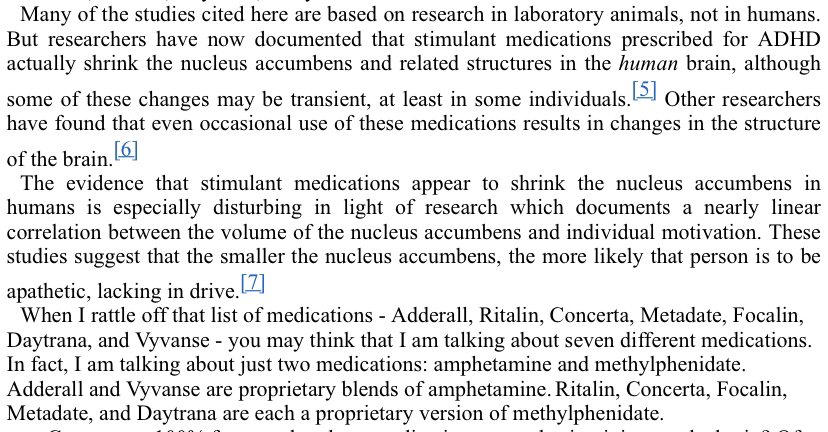 Many of the studies cited here are based on research in laboratory animals, not in humans.
But researchers have now documented that stimulant medications prescribed for ADHD
actually shrink the nucleus accumbens and related structures in the human brain, although
some of these changes may be transient, at least in some individuals.[5] Other researchers
have found that even occasional use of these medications results in changes in the structure
of the brain.[6]
The evidence that stimulant medications appear to shrink the nucleus accumbens in
humans is especially disturbing in light of research which documents a nearly linear
correlation between the volume of the nucleus accumbens and individual motivation. These
studies suggest that the smaller the nucleus accumbens, the more likely that person is to be
apathetic, lacking in drive.[7]
When I rattle off that list of medications - Adderall, Ritalin, Concerta, Metadate, Focalin,
Daytrana, and Vyvanse - you may think that I am talking about seven different medications.
In fact, I am talking about just two medications: amphetamine and methylphenidate.
Adderall and Vyvanse are proprietary blends of amphetamine. Ritalin, Concerta, Focalin,
Metadate, and Daytrana are each a proprietary version of methylphenidate.